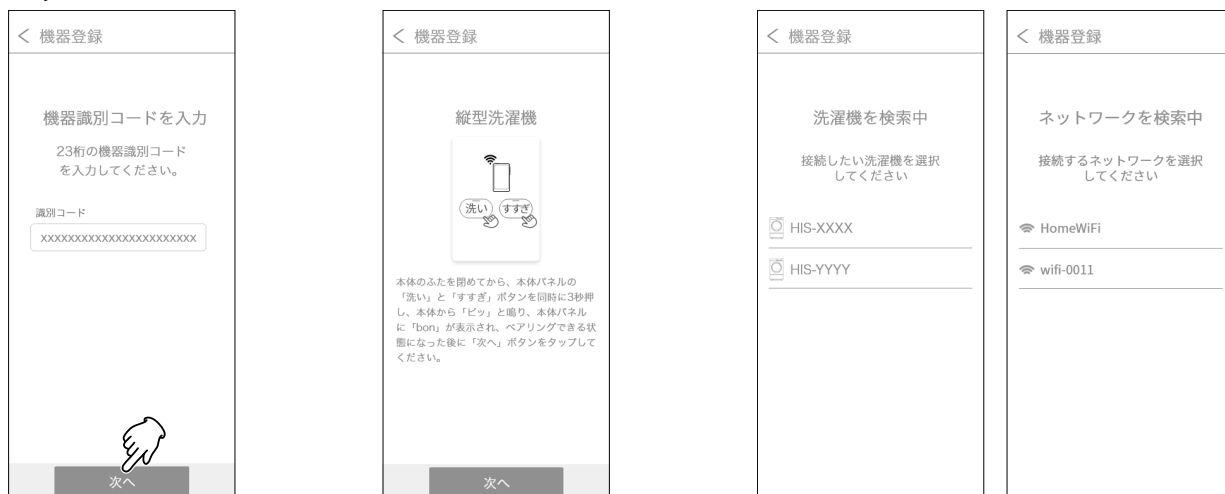 機器登録
機器識別コードを入力
23桁の機器識別コード
を入力してください。
識別コード
xxxxxxxxxxxxxxxxxxxxxxx
次へ
機器登録
縦型洗濯機
洗い すすぎ
本体のふたを閉めてから、本体パネルの
「洗い」と「すすぎ」ボタンを同時に3秒押
し、本体から「ピッ」と鳴り、本体パネル
に「bon」が表示され、ペアリングできる状
態になった後に「次へ」ボタンをタップして
ください。
次へ
機器登録
洗濯機を検索中
接続したい洗濯機を選択
してください
HIS-XXXX
HIS-YYYY
機器登録
ネットワークを検索中
接続するネットワークを選択
してください
HomeWiFi
wifi-0011